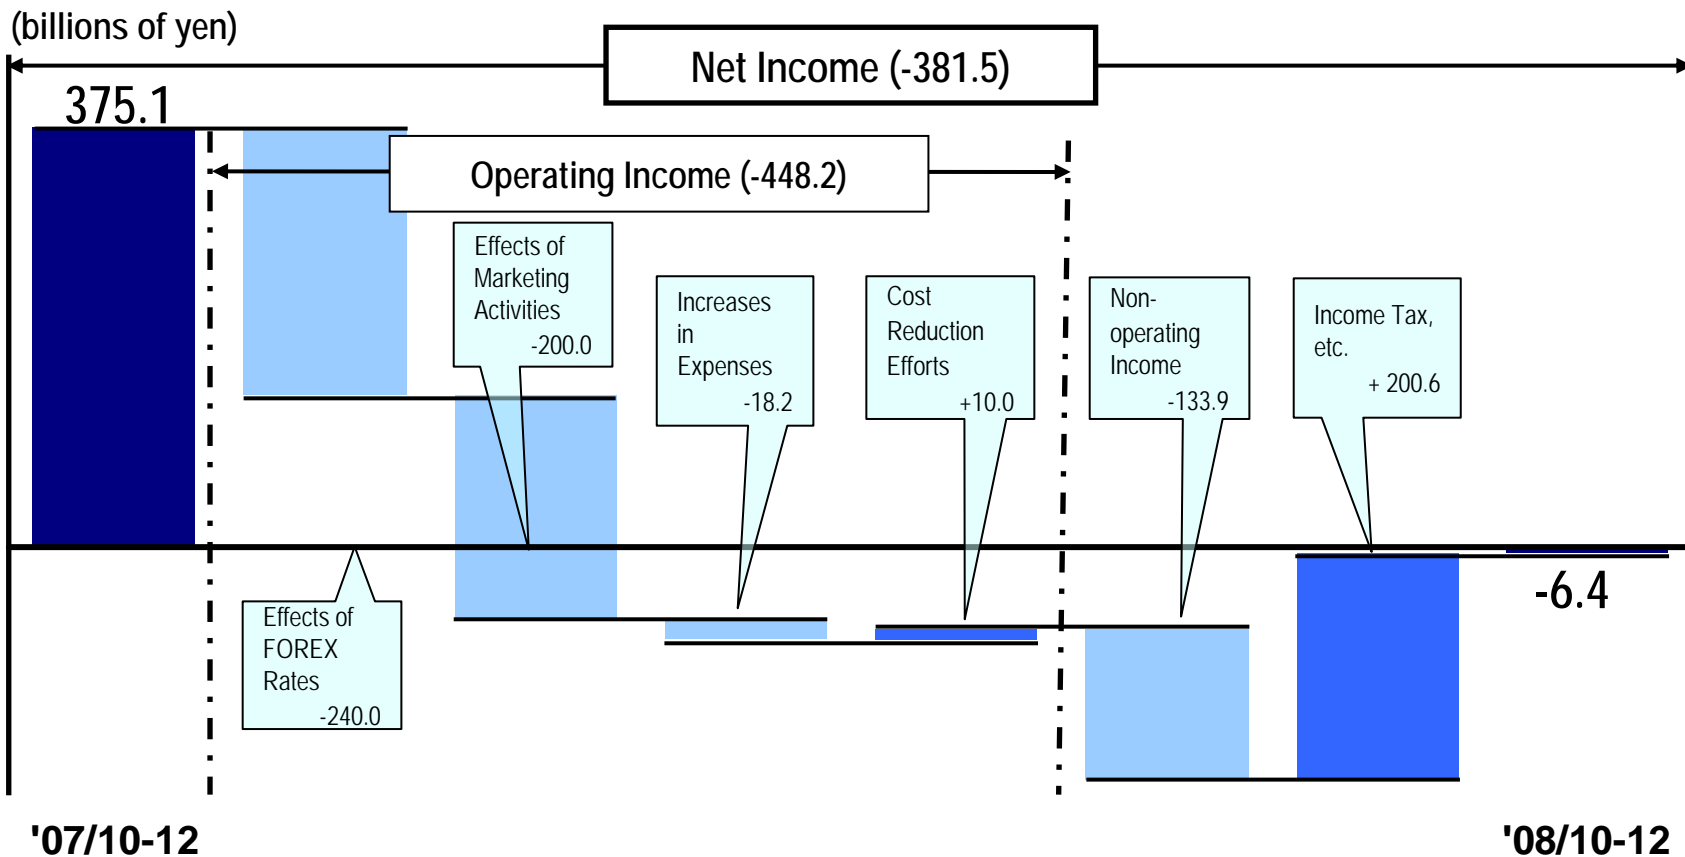 (billions of yen)
Net Income (-381.5)
375.1
Operating Income (-448.2)
Effects of
Marketing
Activities
-200.0
Increases
in
Expenses
-18.2
Cost
Reduction
Efforts
+10.0
Non-
operating
Income
-133.9
Income Tax,
etc.
+ 200.6
Effects of
FOREX
Rates
-240.0
-6.4
'07/10-12
'08/10-12